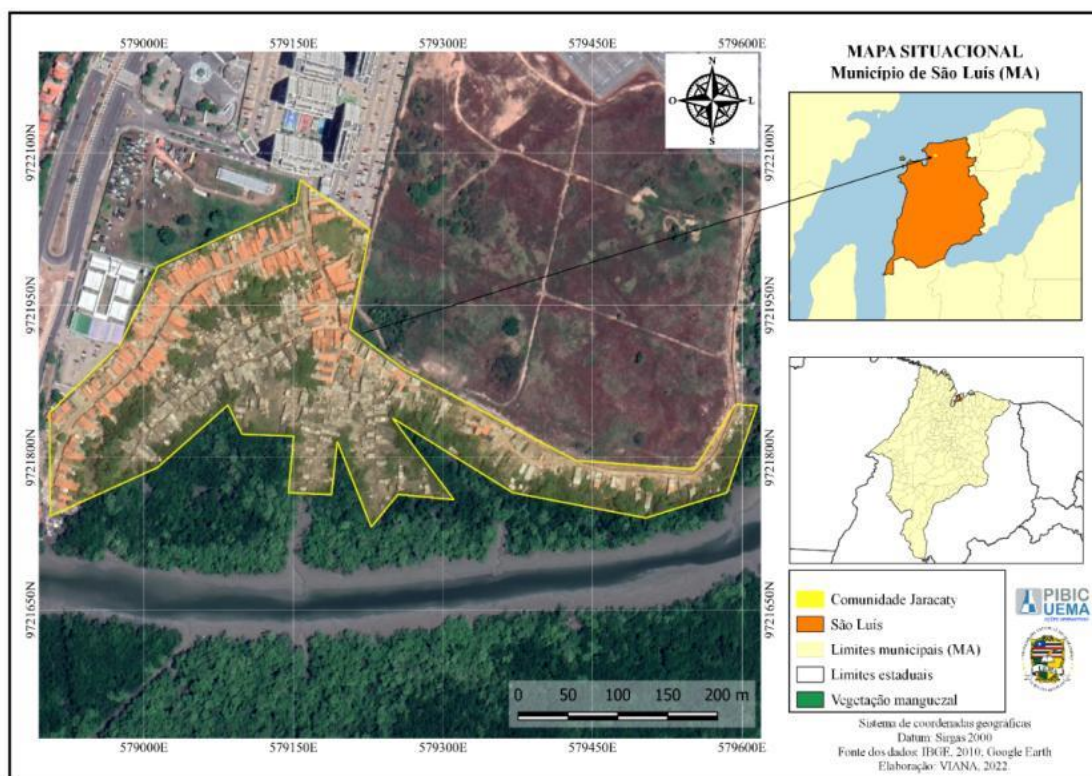 579000E 579150E 579300E 579450E 579600E
N
O L
S
9722100N 9722100N
9721950N 9721950N
9721800N 9721800N
9721650N 9721650N
0 50 100 150 200 m
579000E 579150E 579300E 579450E 579600E
MAPA SITUACIONAL
Município de São Luís (MA)
Comunidade Jaracaty
São Luís
Limites municipais (MA)
Limites estaduais
Vegetação manguezal
PIBIC
UEMA
Sistema de coordenadas geográficas
Datum: Sirgas 2000
Fonte dos dados: IBGE, 2010; Google Earth
Elaboração: VIANA, 2022.